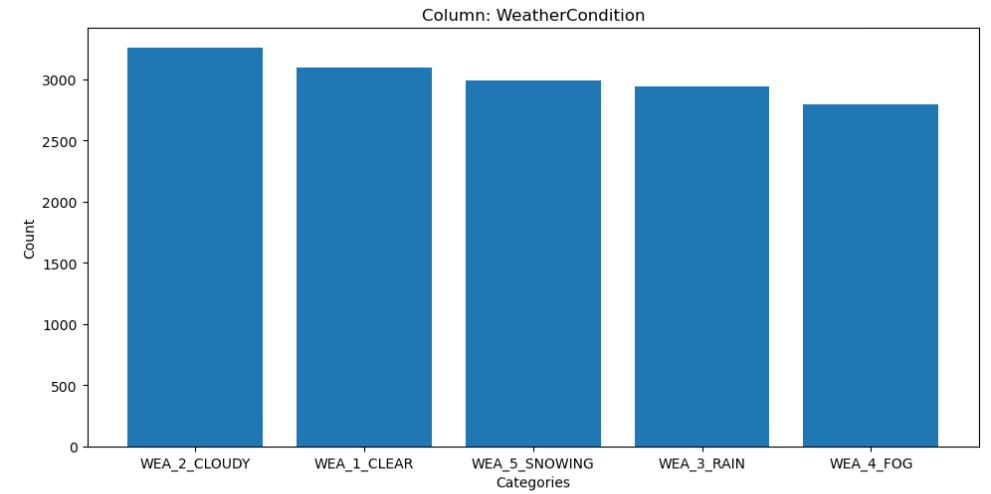 Column: WeatherCondition
Count
3000
2500
2000
1500
1000
500
0
WEA_2_CLOUDY WEA_1_CLEAR WEA_5_SNOWING WEA_3_RAIN WEA_4_FOG
Categories